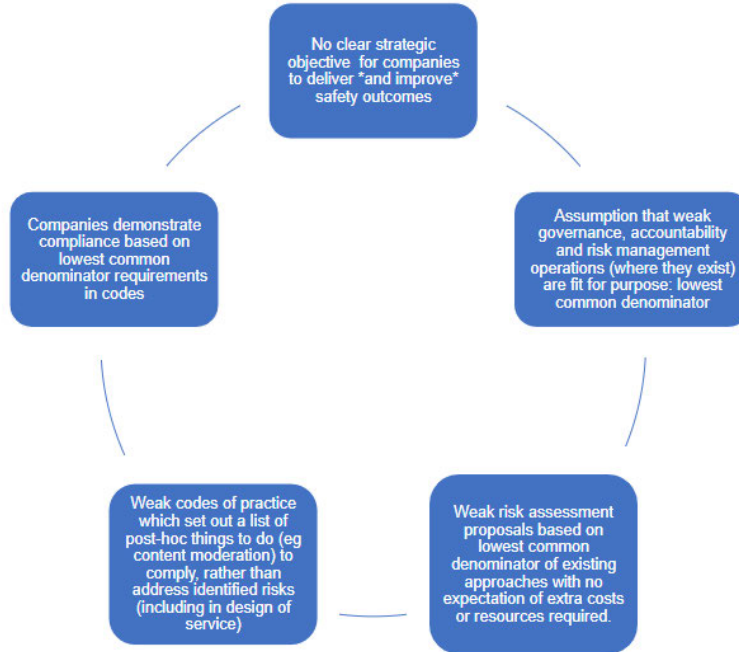 No clear strategic
objective  for companies
to deliver *and improve*
safety outcomes
Assumption that weak
governance, accountability
and risk management
operations (where they exist)
are fit for purpose: lowest
common denominator
Weak risk assessment
proposals based on
lowest common
denominator of existing
approaches with no
expectation of extra costs
or resources required.
Weak codes of practice
which set out a list of
post-hoc things to do (eg
content moderation) to
comply, rather than
address identified risks
(including in design of
service)
Companies demonstrate
compliance based on
lowest common
denominator requirements
in codes